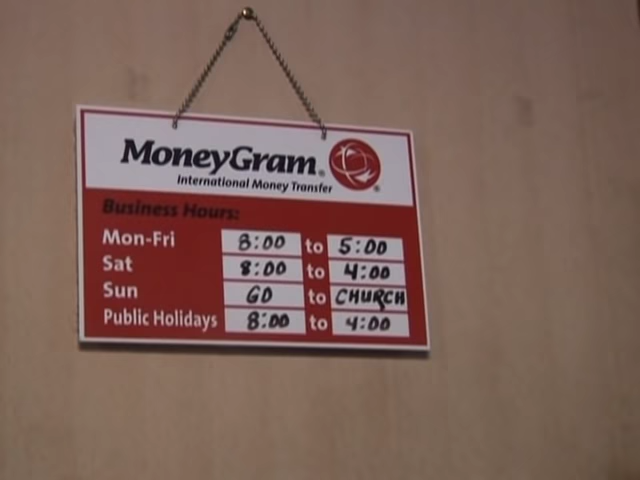 MoneyGram®
International Money Transfer
Business Hours:
Mon-Fri 8:00 to 5:00
Sat 8:00 to 4:00
Sun GO to CHURCH
Public Holidays 8:00 to 4:00